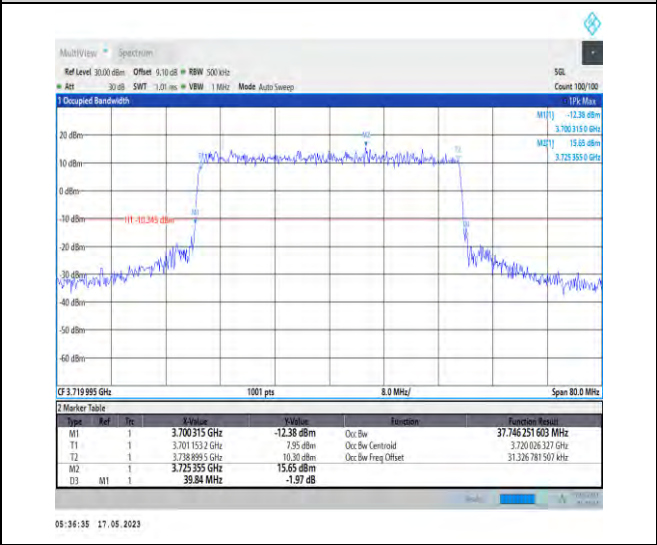 MultiView Spectrum
Ref Level 30.00 dBm Offset 9.10 dB RBW 500 kHz SGL
Att 30 dB SWT 1.01 ms VBW 1 MHz Mode Auto Sweep Count 100/100
1 Occupied Bandwidth 1Pk Max
M1[1] -12.38 dBm
3.700 315 0 GHz
M2[1] 15.65 dBm
3.725 355 0 GHz
20 dBm
M2
T2
10 dBm
0 dBm
-10 dBm H1 -10.345 dBm
-20 dBm
-30 dBm
-40 dBm
-50 dBm
-60 dBm
CF 3.719 995 GHz 1001 pts 8.0 MHz/ Span 80.0 MHz
2 Marker Table
Type Ref Trc X-Value Y-Value Function Function Result
M1 1 3.700315 GHz -12.38 dBm Occ Bw 37.746 251 603 MHz
T1 1 3.701 153 2 GHz 7.95 dBm Occ Bw Centroid 3.720 026 327 GHz
T2 1 3.738 899 5 GHz 10.30 dBm Occ Bw Freq Offset 31.326 781 507 kHz
M2 1 3.725 355 GHz 15.65 dBm
D3 M1 1 39.84 MHz -1.97 dB
05:36:35 17.05.2023